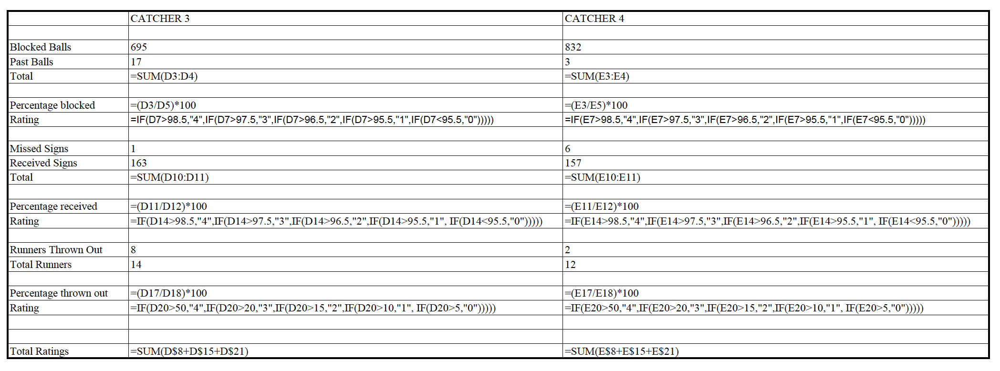 CATCHER 3 CATCHER 4
Blocked Balls 695 832
Past Balls 17 3
Total =SUM(D3:D4) =SUM(E3:E4)
Percentage blocked =(D3/D5)*100 =(E3/E5)*100
Rating =IF(D7>98.5,"4",IF(D7>97.5,"3",IF(D7>96.5,"2",IF(D7>95.5,"1",IF(D7<95.5,"0"))))) =IF(E7>98.5,"4",IF(E7>97.5,"3",IF(E7>96.5,"2",IF(E7>95.5,"1",IF(E7<95.5,"0")))))
Missed Signs 1 6
Received Signs 163 157
Total =SUM(D10:D11) =SUM(E10:E11)
Percentage received =(D11/D12)*100 =(E11/E12)*100
Rating =IF(D14>98.5,"4",IF(D14>97.5,"3",IF(D14>96.5,"2",IF(D14>95.5,"1", IF(D14<95.5,"0"))))) =IF(E14>98.5,"4",IF(E14>97.5,"3",IF(E14>96.5,"2",IF(E14>95.5,"1", IF(E14<95.5,"0")))))
Runners Thrown Out 8 2
Total Runners 14 12
Percentage thrown out =(D17/D18)*100 =(E17/E18)*100
Rating =IF(D20>50,"4",IF(D20>20,"3",IF(D20>15,"2",IF(D20>10,"1", IF(D20>5,"0"))))) =IF(E20>50,"4",IF(E20>20,"3",IF(E20>15,"2",IF(E20>10,"1", IF(E20>5,"0")))))
Total Ratings =SUM(D$8+D$15+D$21) =SUM(E$8+E$15+E$21)